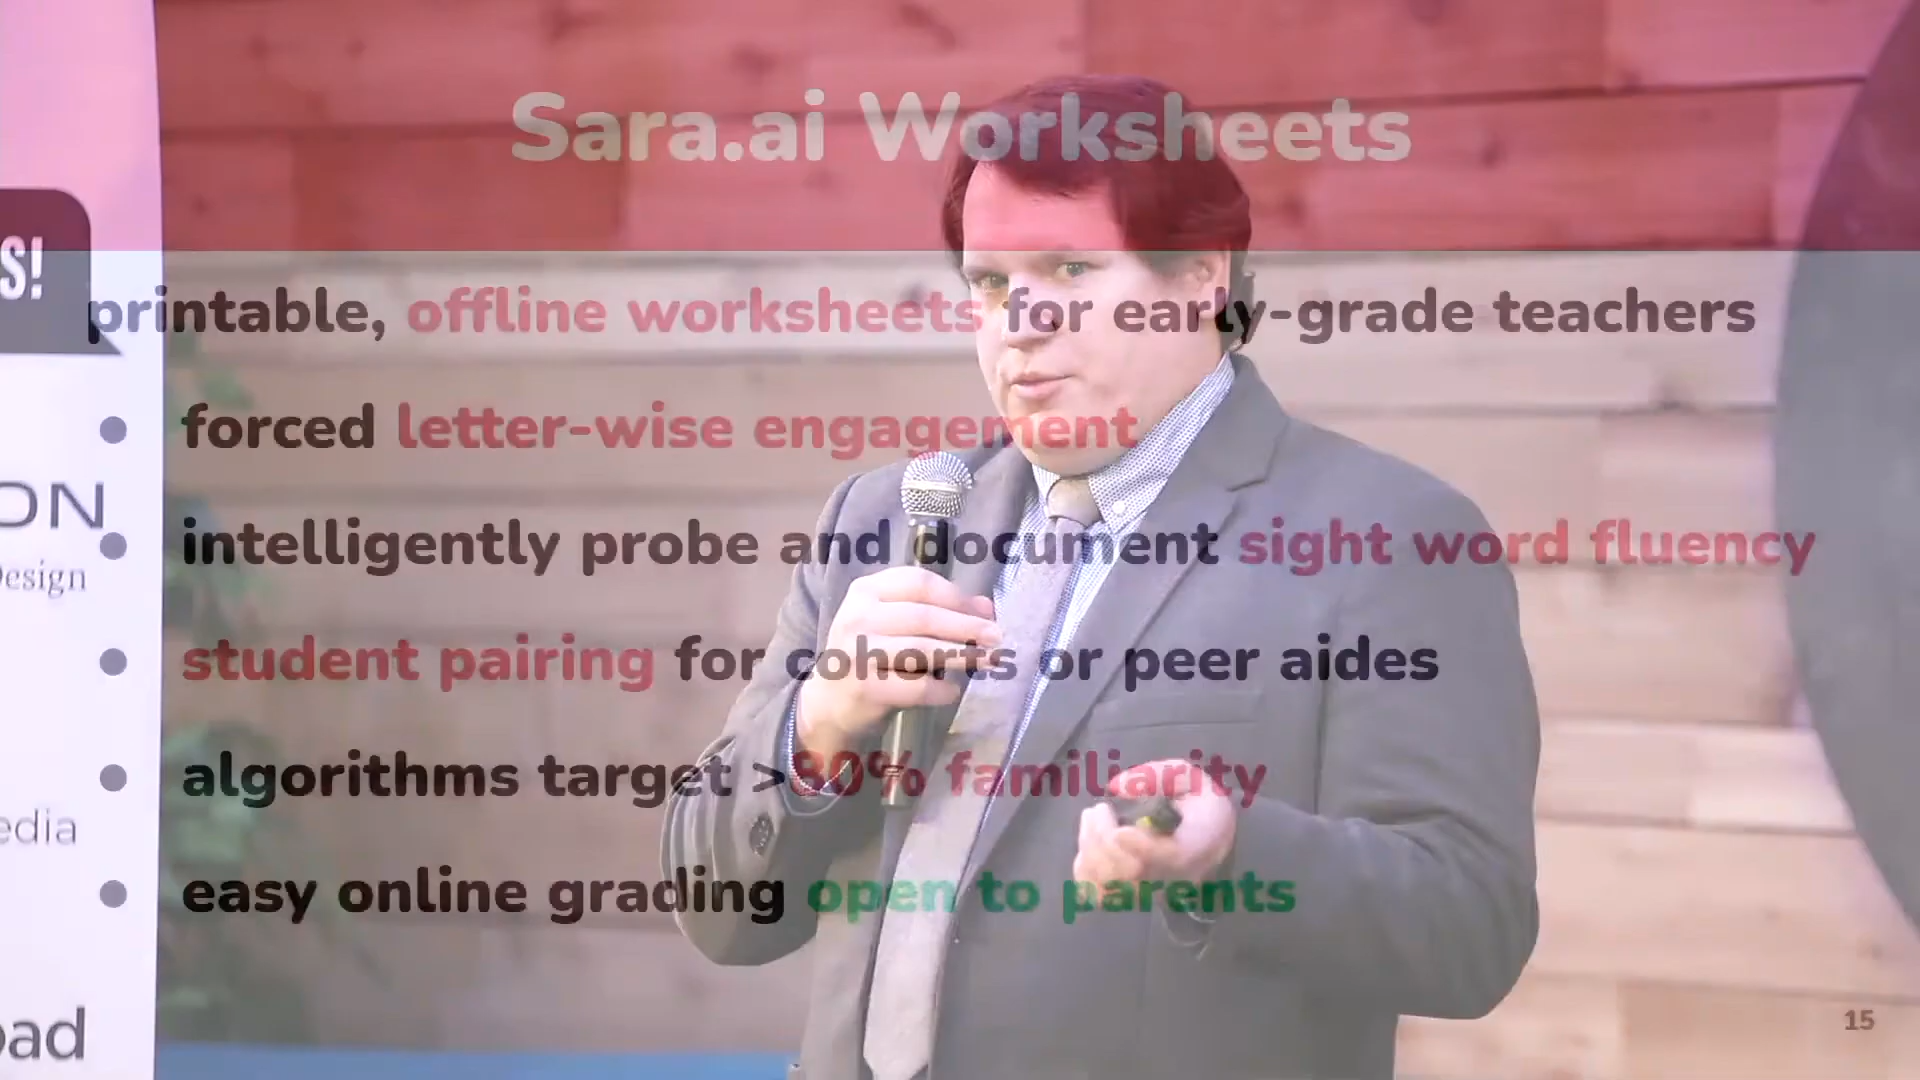 Sara.ai Worksheets
S!
printable, offline worksheets for early-grade teachers
• forced letter-wise engagement
ON
• intelligently probe and document sight word fluency
Design
• student pairing for cohorts or peer aides
• algorithms target >80% familiarity
edia
• easy online grading open to parents
15
oad